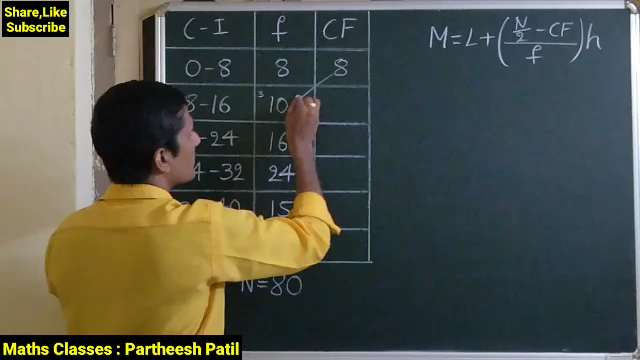 Share,Like
Subscribe
C-I f CF
0-8 8 8
8-16 10
-24 16
4-32 24
15
N=80
M=L+((N/2 -CF)/f)h
Maths Classes : Partheesh Patil